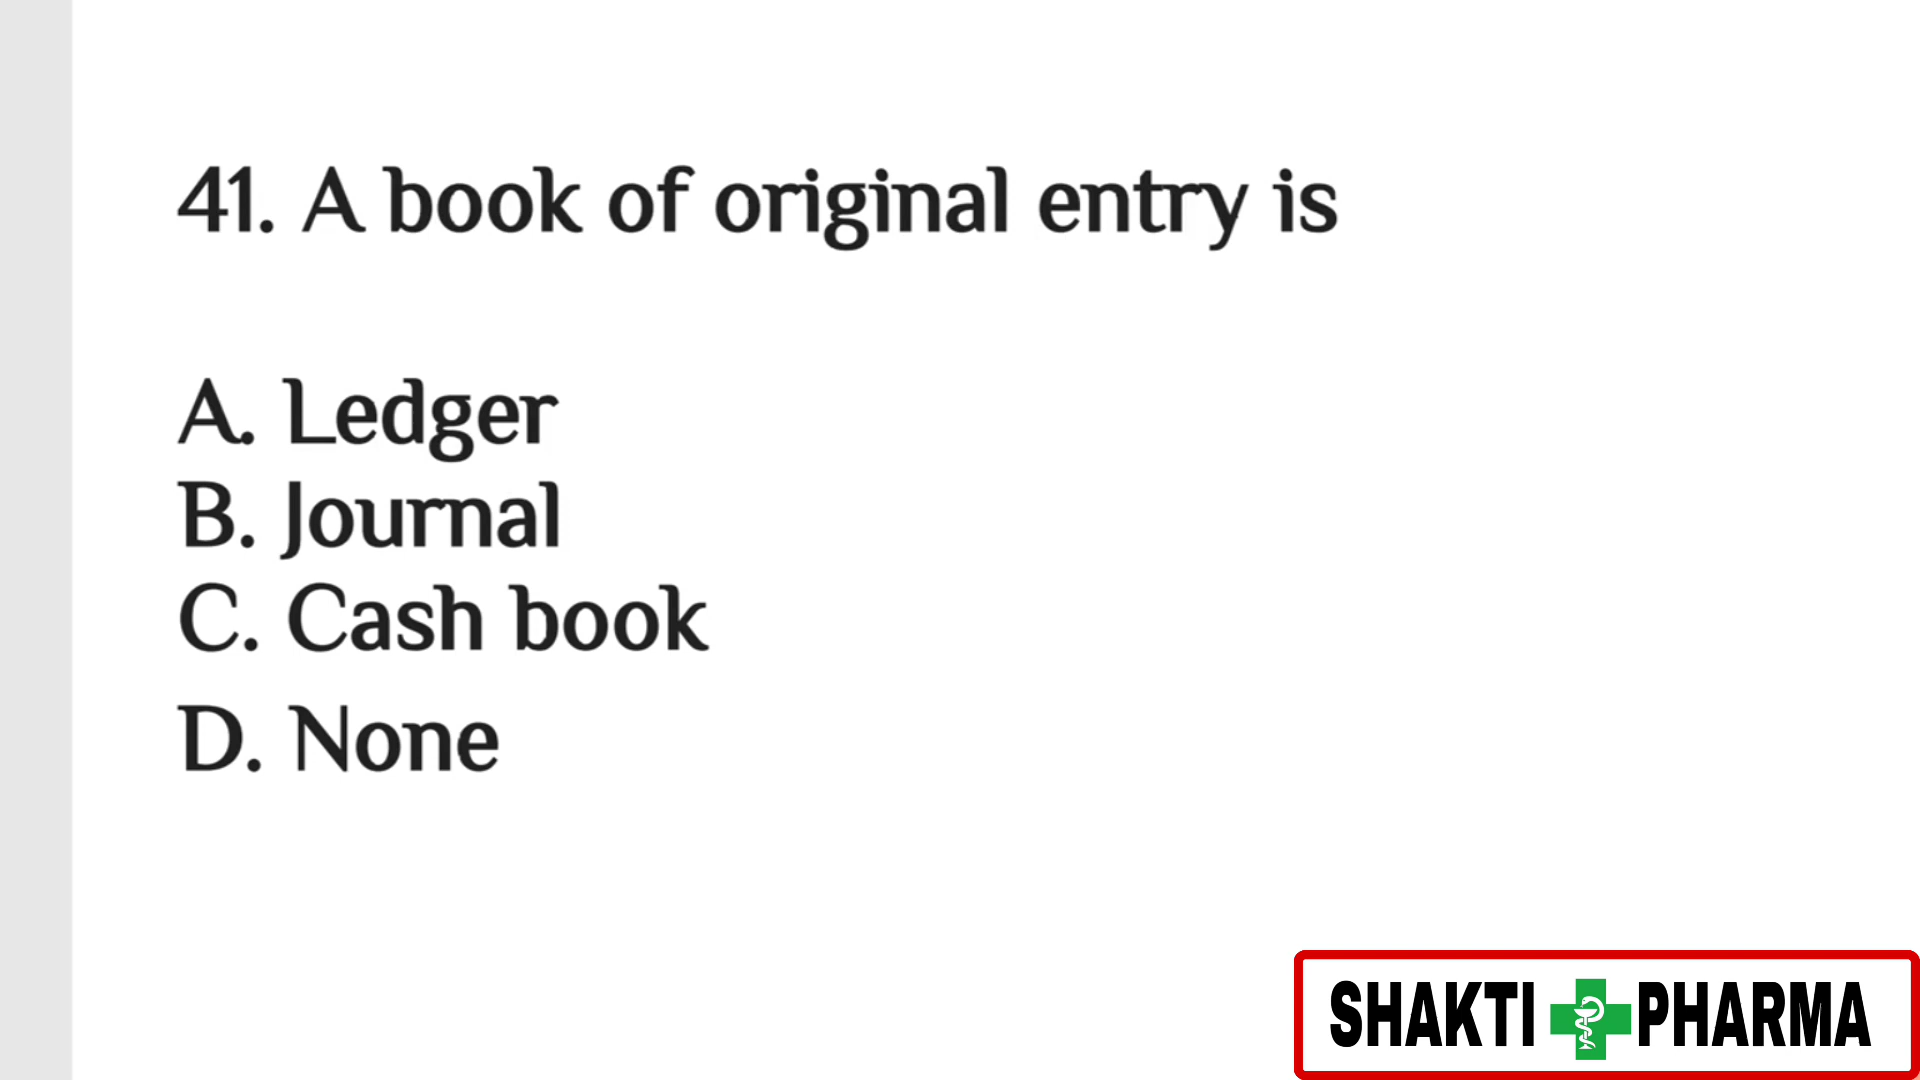 41. A book of original entry is
A. Ledger
B. Journal
C. Cash book
D. None
SHAKTI PHARMA